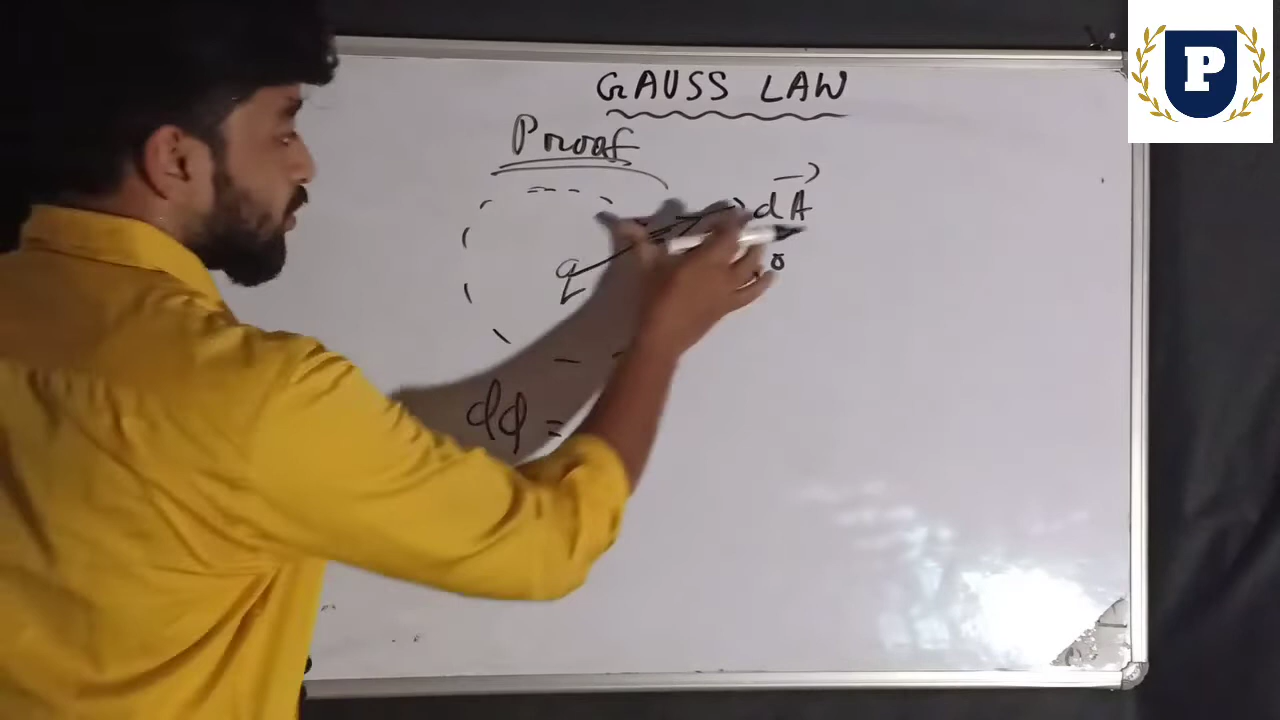 P
GAUSS LAW
Proof
dA
q
dϕ =